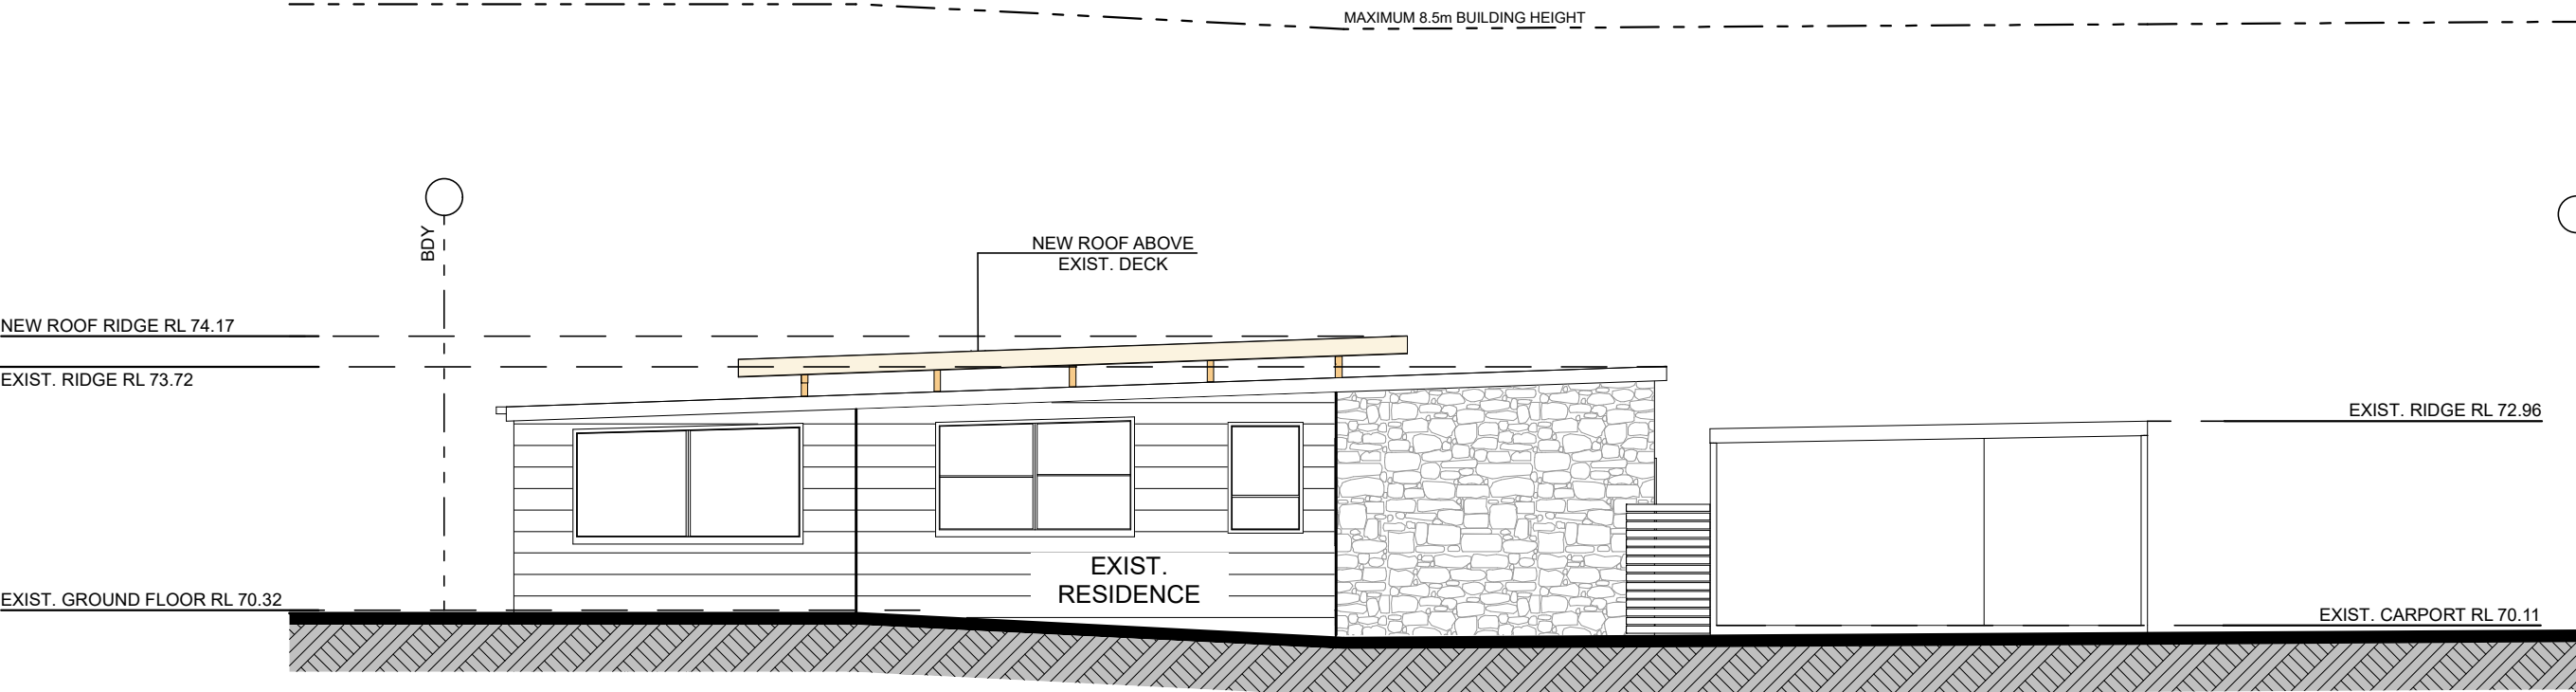 MAXIMUM 8.5m BUILDING HEIGHT
BDY
NEW ROOF ABOVE
EXIST. DECK
NEW ROOF RIDGE RL 74.17
EXIST. RIDGE RL 73.72
EXIST. RIDGE RL 72.96
EXIST.
RESIDENCE
EXIST. GROUND FLOOR RL 70.32
EXIST. CARPORT RL 70.11